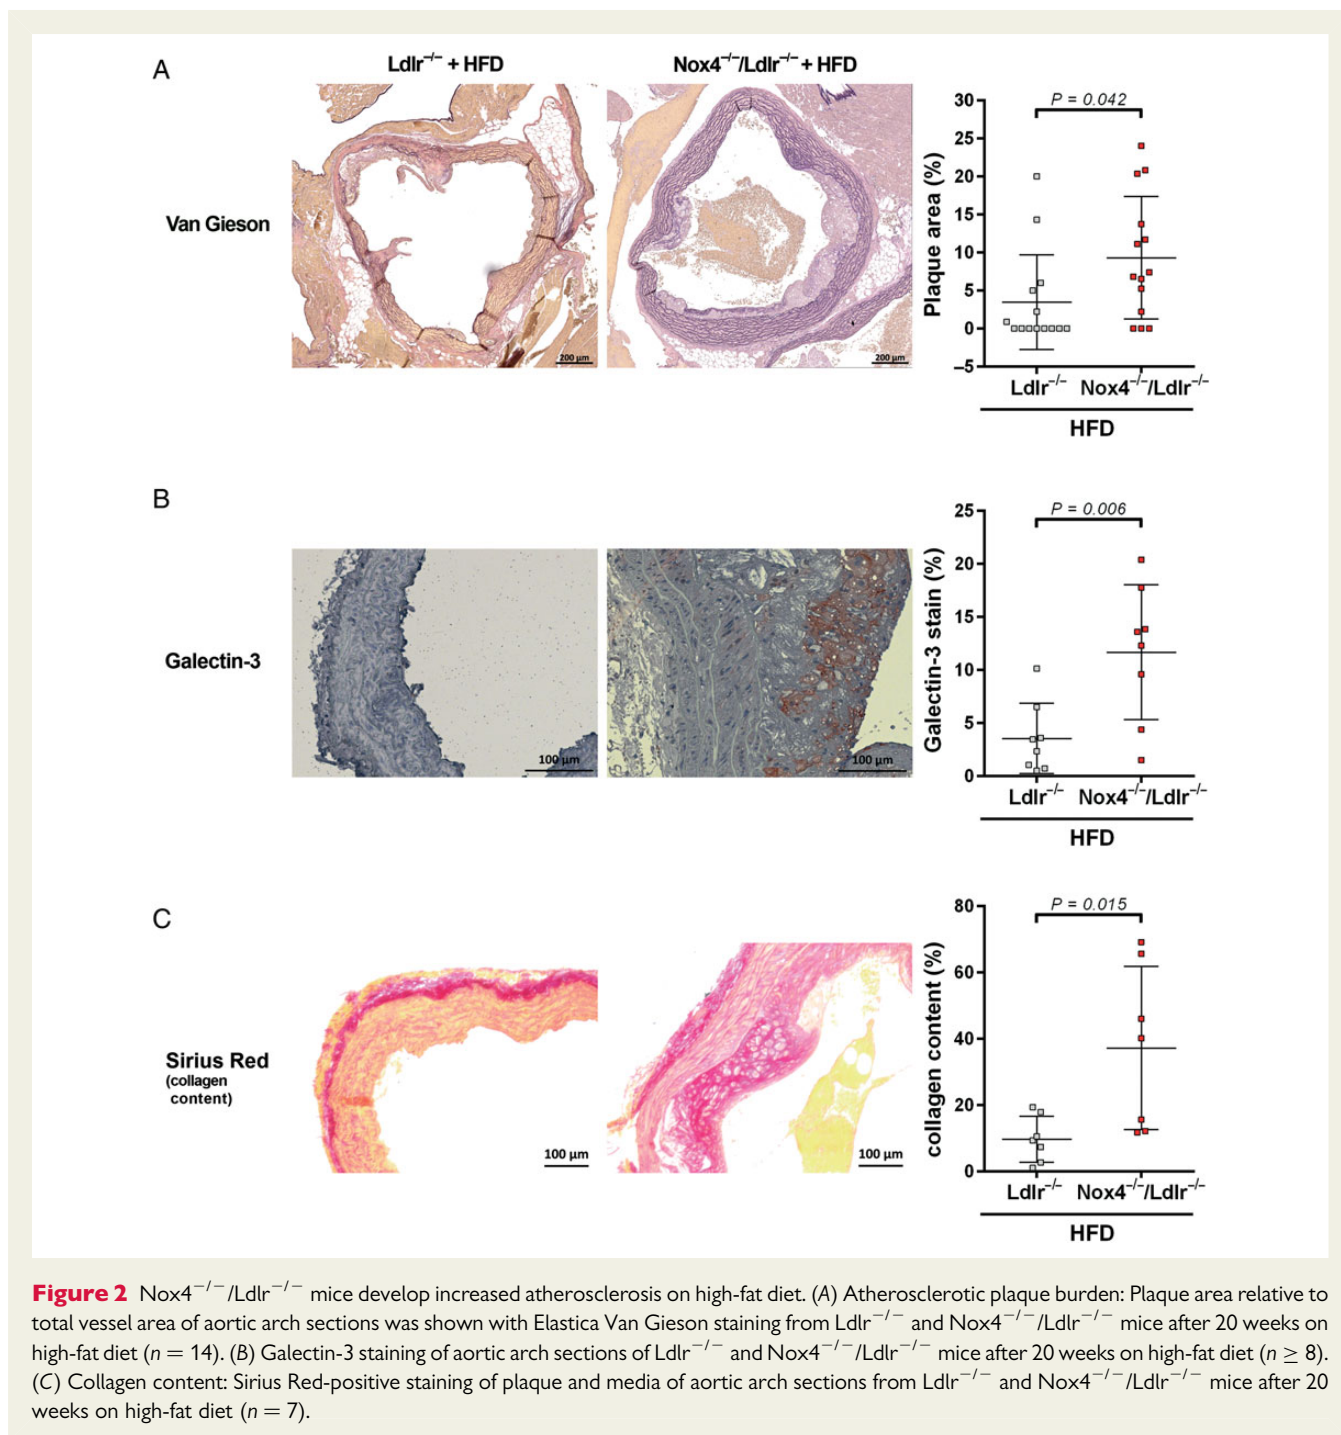 A
Ldlr⁻/⁻ + HFD
Nox4⁻/⁻/Ldlr⁻/⁻ + HFD
Van Gieson
200 µm
200 µm
P = 0.042
Plaque area (%)
30
25
20
15
10
5
0
–5
Ldlr⁻/⁻
Nox4⁻/⁻/Ldlr⁻/⁻
HFD
B
Galectin-3
100 µm
100 µm
P = 0.006
Galectin-3 stain (%)
25
20
15
10
5
0
Ldlr⁻/⁻
Nox4⁻/⁻/Ldlr⁻/⁻
HFD
C
Sirius Red
(collagen
content)
100 µm
100 µm
P = 0.015
collagen content (%)
80
60
40
20
0
Ldlr⁻/⁻
Nox4⁻/⁻/Ldlr⁻/⁻
HFD
Figure 2 Nox4⁻/⁻/Ldlr⁻/⁻ mice develop increased atherosclerosis on high-fat diet. (A) Atherosclerotic plaque burden: Plaque area relative to
total vessel area of aortic arch sections was shown with Elastica Van Gieson staining from Ldlr⁻/⁻ and Nox4⁻/⁻/Ldlr⁻/⁻ mice after 20 weeks on
high-fat diet (n = 14). (B) Galectin-3 staining of aortic arch sections of Ldlr⁻/⁻ and Nox4⁻/⁻/Ldlr⁻/⁻ mice after 20 weeks on high-fat diet (n ≥ 8).
(C) Collagen content: Sirius Red-positive staining of plaque and media of aortic arch sections from Ldlr⁻/⁻ and Nox4⁻/⁻/Ldlr⁻/⁻ mice after 20
weeks on high-fat diet (n = 7).